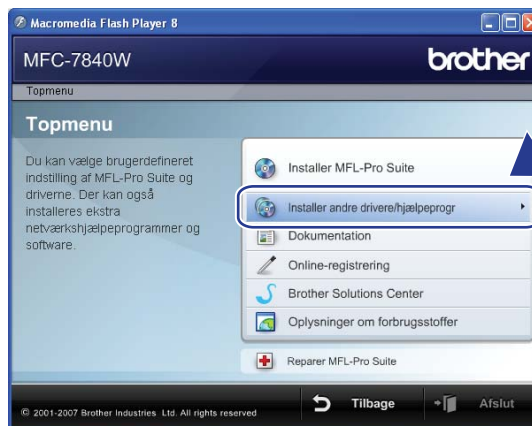 Macromedia Flash Player 8
MFC-7840W
brother
Topmenu
Topmenu
Du kan vælge brugerdefineret
indstilling af MFL-Pro Suite og
driverne. Der kan også
installeres ekstra
netværkshjælpeprogrammer og
software.
Installer MFL-Pro Suite
Installer andre drivere/hjælpeprogr
Dokumentation
Online-registrering
Brother Solutions Center
Oplysninger om forbrugsstoffer
Reparer MFL-Pro Suite
© 2001-2007 Brother Industries Ltd. All rights reserved
Tilbage
Afslut